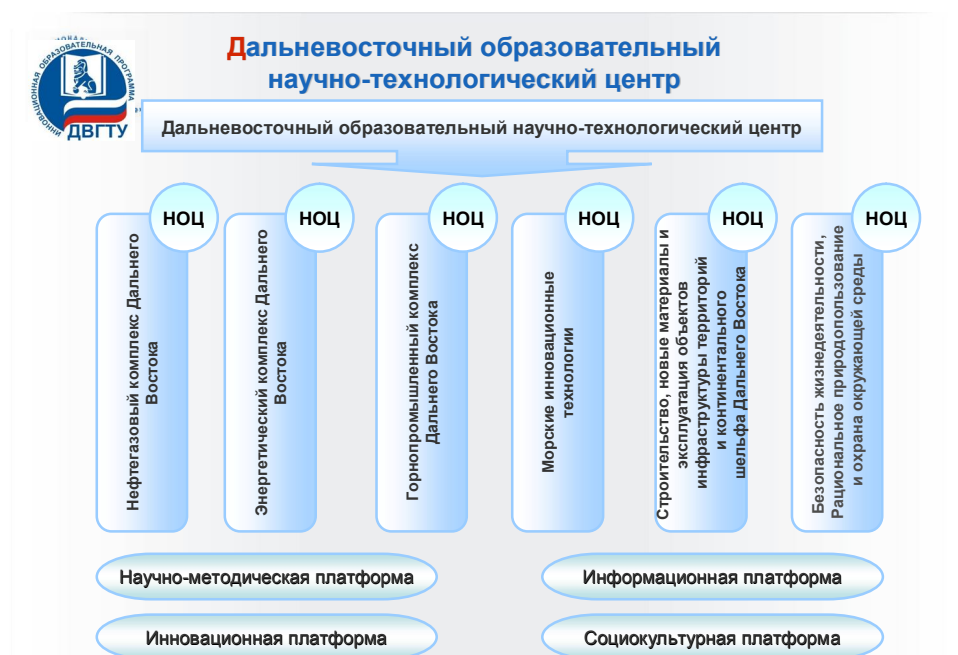 Дальневосточный образовательный
научно-технологический центр
ИННОВАЦИОННАЯ ОБРАЗОВАТЕЛЬНАЯ ПРОГРАММА
ДВГТУ
Дальневосточный образовательный научно-технологический центр
НОЦ
НОЦ
НОЦ
НОЦ
НОЦ
НОЦ
Нефтегазовый комплекс Дальнего
Востока
Энергетический комплекс Дальнего
Востока
Горнопромышленный комплекс
Дальнего Востока
Морские инновационные
технологии
Строительство, новые материалы и
эксплуатация объектов
инфраструктуры территорий
и континентального
шельфа Дальнего Востока
Безопасность жизнедеятельности,
Рациональное природопользование
и охрана окружающей среды
Научно-методическая платформа
Информационная платформа
Инновационная платформа
Социокультурная платформа